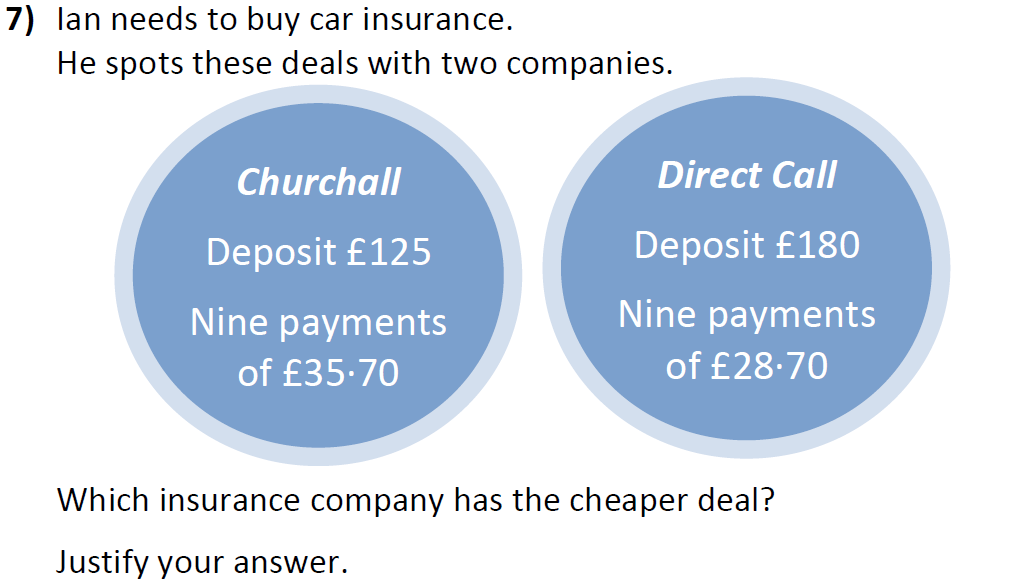 7) Ian needs to buy car insurance.
He spots these deals with two companies.
Churchall
Deposit £125
Nine payments
of £35·70
Direct Call
Deposit £180
Nine payments
of £28·70
Which insurance company has the cheaper deal?
Justify your answer.